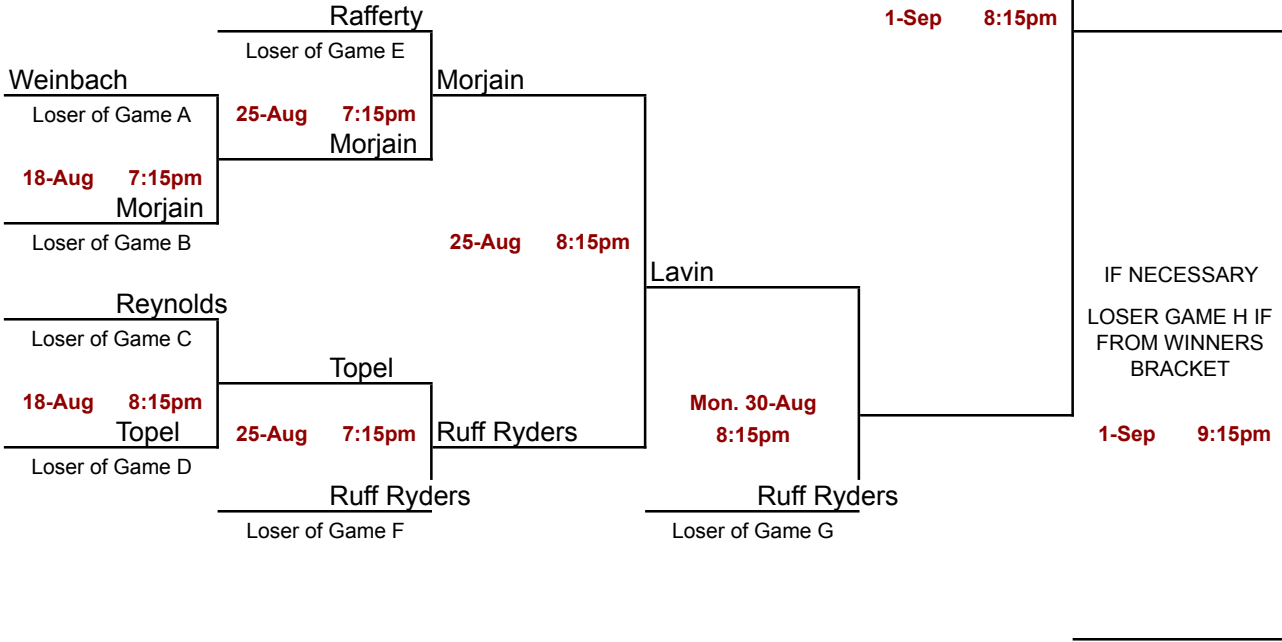 Rafferty
1-Sep 8:15pm
Loser of Game E
Weinbach
Morjain
Loser of Game A
25-Aug 7:15pm
Morjain
18-Aug 7:15pm
Morjain
Loser of Game B
25-Aug 8:15pm
Lavin
IF NECESSARY
Reynolds
LOSER GAME H IF
FROM WINNERS
BRACKET
Loser of Game C
Topel
18-Aug 8:15pm
Mon. 30-Aug
8:15pm
Topel
25-Aug 7:15pm
Ruff Ryders
1-Sep 9:15pm
Loser of Game D
Ruff Ryders
Ruff Ryders
Loser of Game F
Loser of Game G